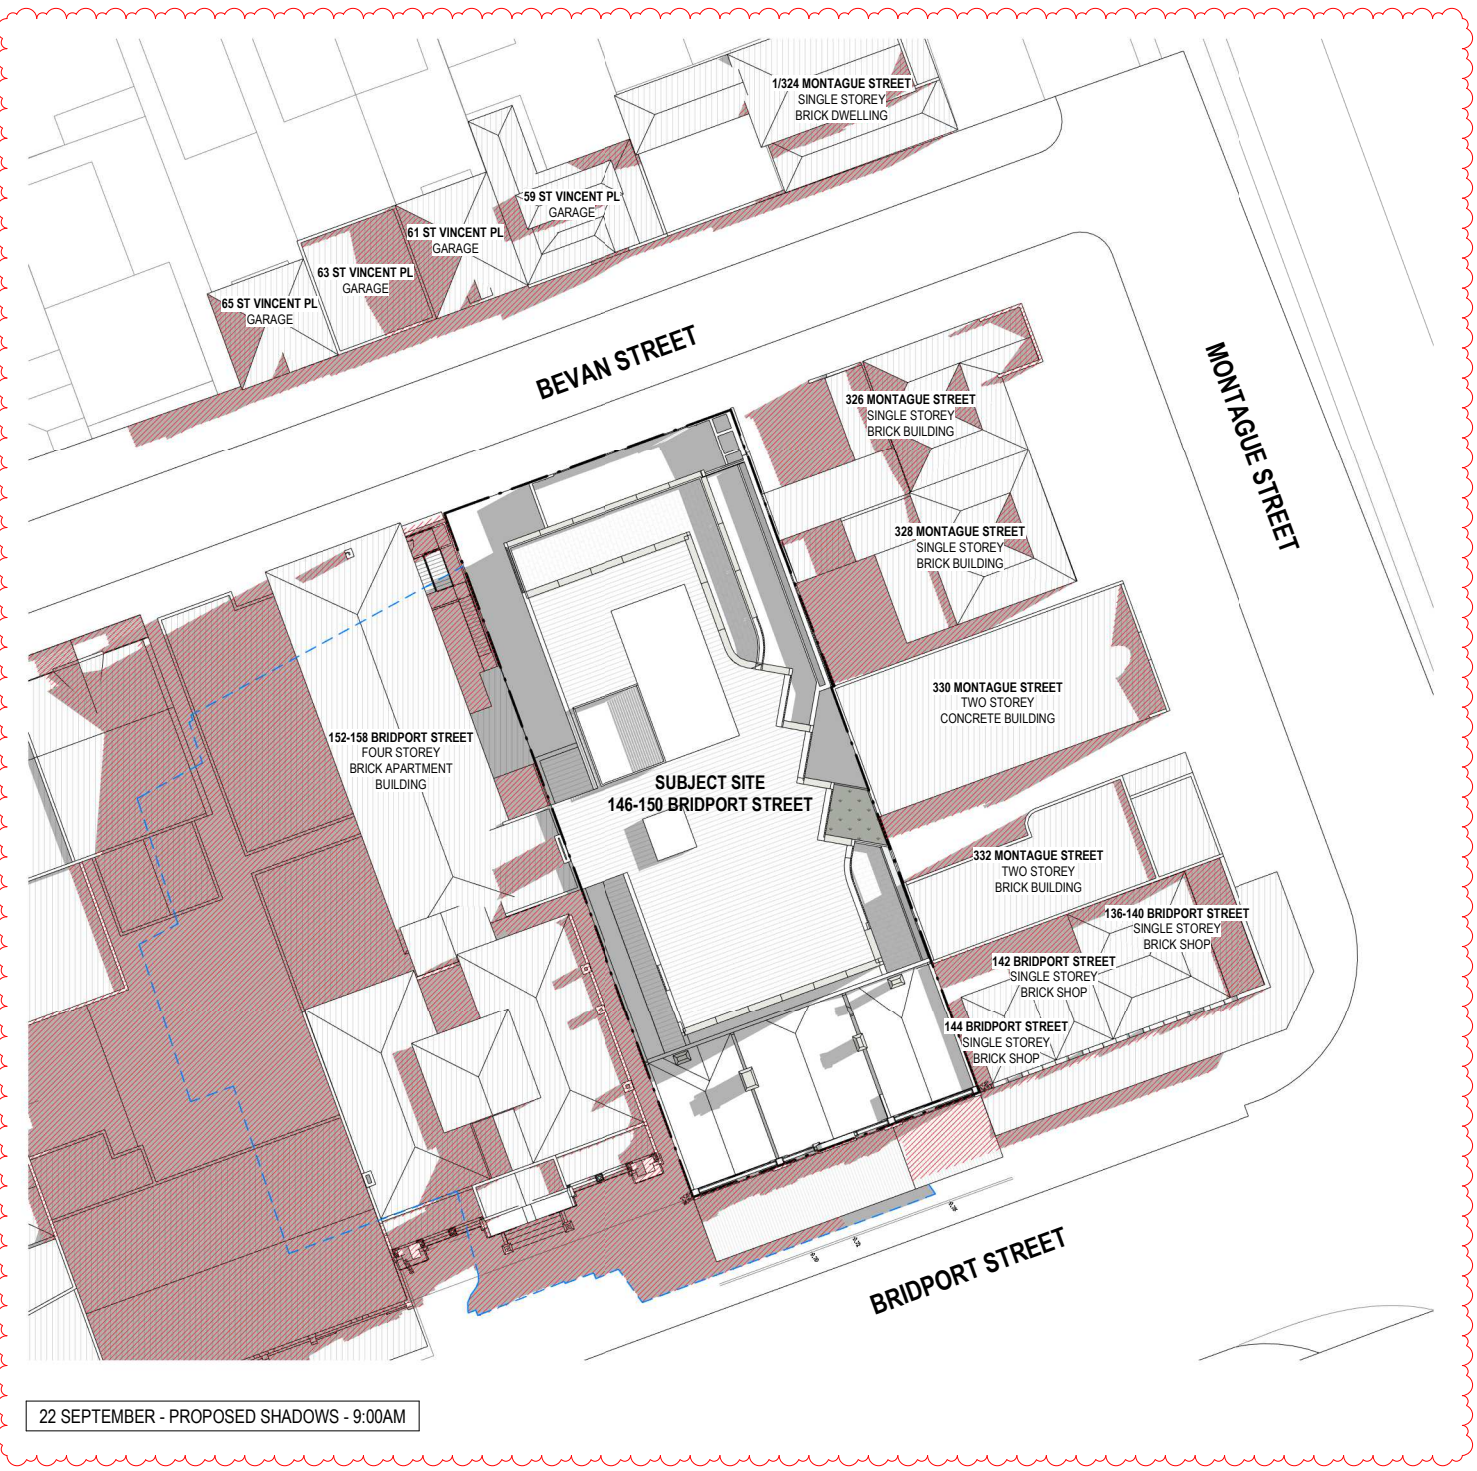 1/324 MONTAGUE STREET
SINGLE STOREY
BRICK DWELLING
59 ST VINCENT PL
GARAGE
61 ST VINCENT PL
GARAGE
63 ST VINCENT PL
GARAGE
65 ST VINCENT PL
GARAGE
BEVAN STREET
MONTAGUE STREET
326 MONTAGUE STREET
SINGLE STOREY
BRICK BUILDING
328 MONTAGUE STREET
SINGLE STOREY
BRICK BUILDING
330 MONTAGUE STREET
TWO STOREY
CONCRETE BUILDING
152-158 BRIDPORT STREET
FOUR STOREY
BRICK APARTMENT
BUILDING
SUBJECT SITE
146-150 BRIDPORT STREET
332 MONTAGUE STREET
TWO STOREY
BRICK BUILDING
136-140 BRIDPORT STREET
SINGLE STOREY
BRICK SHOP
142 BRIDPORT STREET
SINGLE STOREY
BRICK SHOP
144 BRIDPORT STREET
SINGLE STOREY
BRICK SHOP
BRIDPORT STREET
22 SEPTEMBER - PROPOSED SHADOWS - 9:00AM